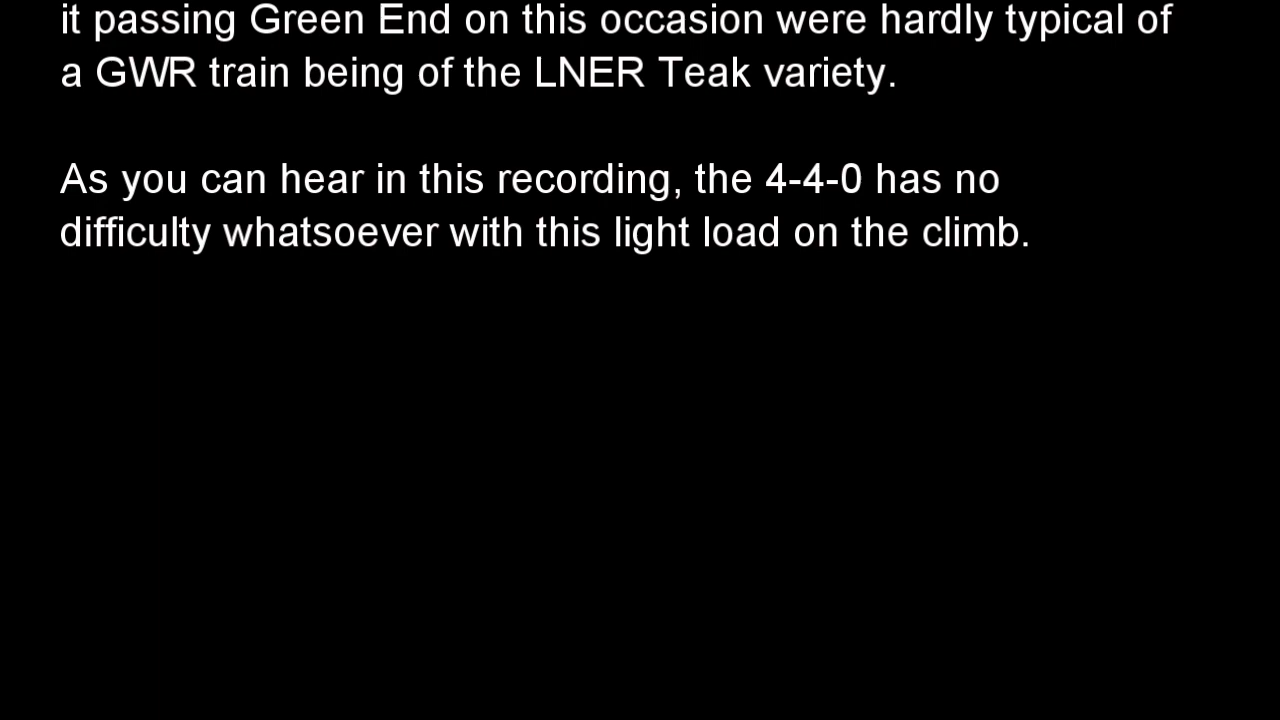 it passing Green End on this occasion were hardly typical of
a GWR train being of the LNER Teak variety.
As you can hear in this recording, the 4-4-0 has no
difficulty whatsoever with this light load on the climb.